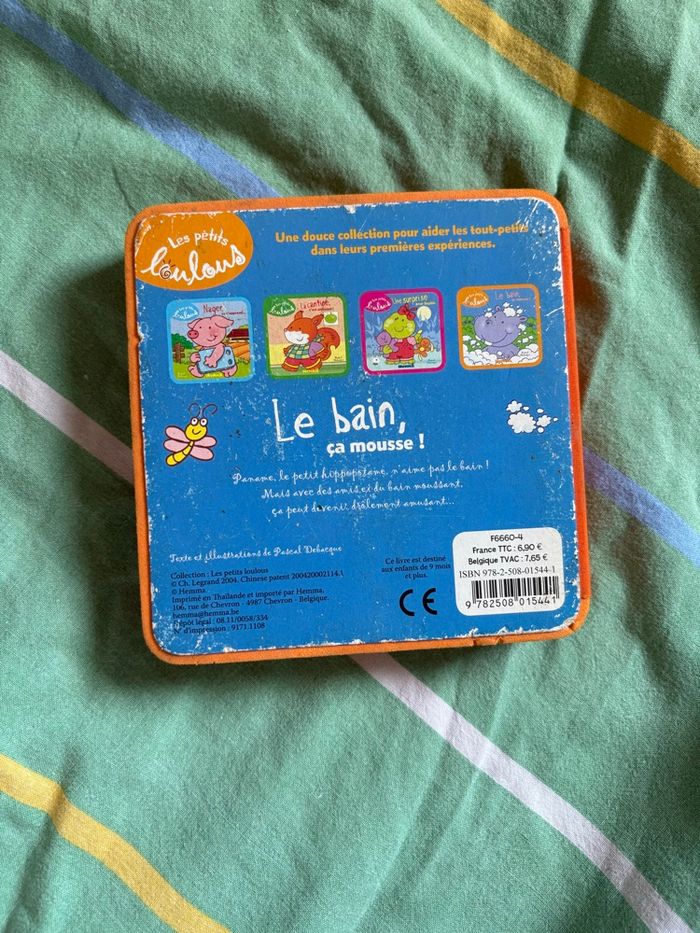 Les petits
loulous
Une douce collection pour aider les tout-petits
dans leurs premières expériences.
Nager,
La cantine,
Une surprise
Le bain,
Le bain,
ça mousse !
Paname, le petit hippopotame, n'aime pas le bain !
Mais avec des amis et du bain moussant,
ça peut devenir drôlement amusant...
Texte et illustrations de Pascal Debacque
Collection : Les petits loulous
© Ch. Legrand 2004, Chinese patent 200420002114.1
© Hemma
Imprimé en Thaïlande et importé par Hemma,
106, rue de Chevron - 4987 Chevron - Belgique.
hemma@hemma.be
Dépôt légal : 08.11/0058/334
N° d'impression : 9171.1108
Ce livre est destiné
aux enfants de 9 mois
et plus.
CE
F6660-4
France TTC : 6,90 €
Belgique TVAC : 7,65 €
ISBN 978-2-508-01544-1
9 782508 015441